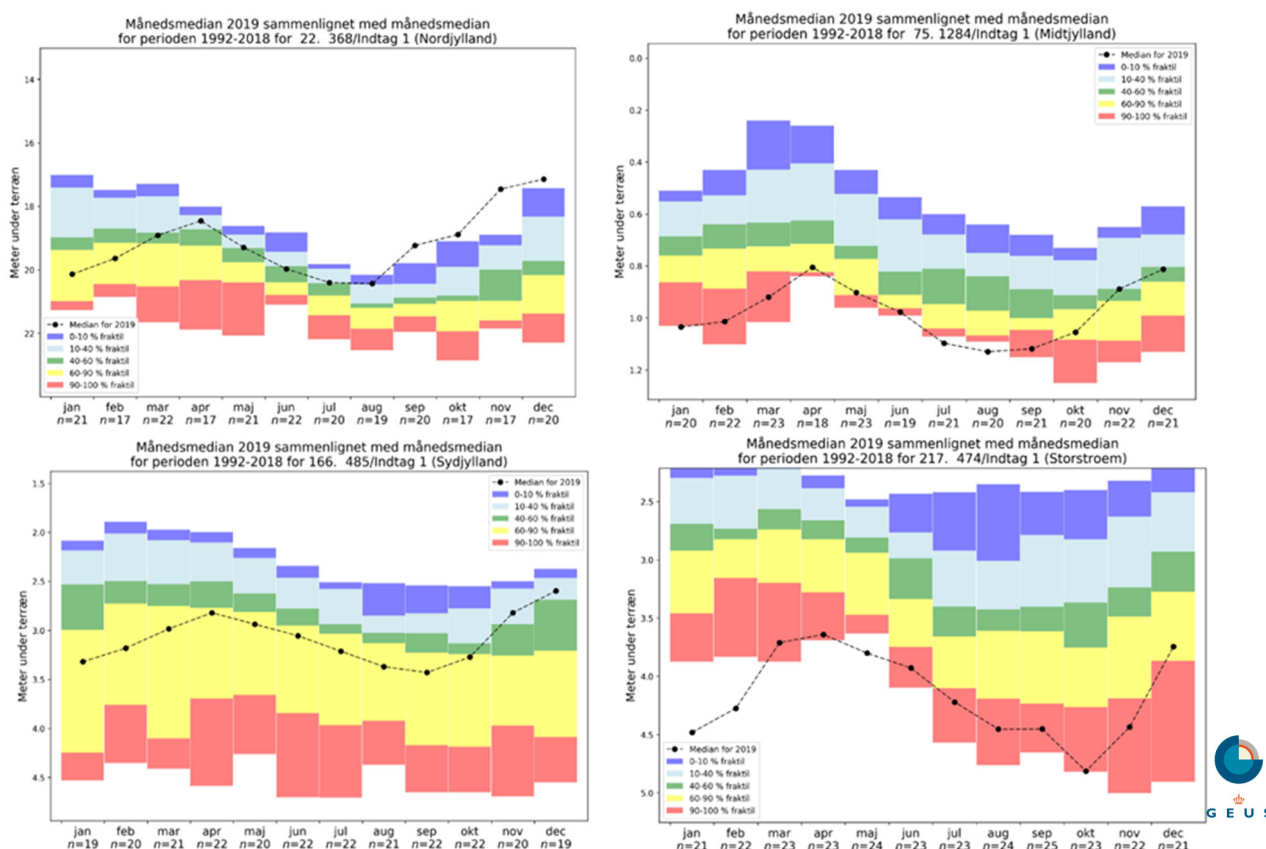 Månedsmedian 2019 sammenlignet med månedsmedian
for perioden 1992-2018 for 22. 368/Indtag 1 (Nordjylland)
14
16
18
20
22
Meter under terræn
Median for 2019
0-10 % fraktil
10-40 % fraktil
40-60 % fraktil
60-90 % fraktil
90-100 % fraktil
jan feb mar apr maj jun jul aug sep okt nov dec
n=21 n=17 n=22 n=17 n=21 n=22 n=20 n=19 n=20 n=17 n=17 n=20
Månedsmedian 2019 sammenlignet med månedsmedian
for perioden 1992-2018 for 75. 1284/Indtag 1 (Midtjylland)
0.0
0.2
0.4
0.6
0.8
1.0
1.2
Meter under terræn
Median for 2019
0-10 % fraktil
10-40 % fraktil
40-60 % fraktil
60-90 % fraktil
90-100 % fraktil
jan feb mar apr maj jun jul aug sep okt nov dec
n=20 n=22 n=23 n=18 n=23 n=19 n=21 n=20 n=21 n=20 n=22 n=21
Månedsmedian 2019 sammenlignet med månedsmedian
for perioden 1992-2018 for 166. 485/Indtag 1 (Sydjylland)
1.5
2.0
2.5
3.0
3.5
4.0
4.5
Meter under terræn
Median for 2019
0-10 % fraktil
10-40 % fraktil
40-60 % fraktil
60-90 % fraktil
90-100 % fraktil
jan feb mar apr maj jun jul aug sep okt nov dec
n=19 n=20 n=21 n=22 n=20 n=22 n=22 n=21 n=22 n=22 n=20 n=19
Månedsmedian 2019 sammenlignet med månedsmedian
for perioden 1992-2018 for 217. 474/Indtag 1 (Storstroem)
2.5
3.0
3.5
4.0
4.5
5.0
Meter under terræn
Median for 2019
0-10 % fraktil
10-40 % fraktil
40-60 % fraktil
60-90 % fraktil
90-100 % fraktil
jan feb mar apr maj jun jul aug sep okt nov dec
n=21 n=22 n=21 n=23 n=24 n=23 n=23 n=24 n=25 n=23 n=22 n=21
G E U S